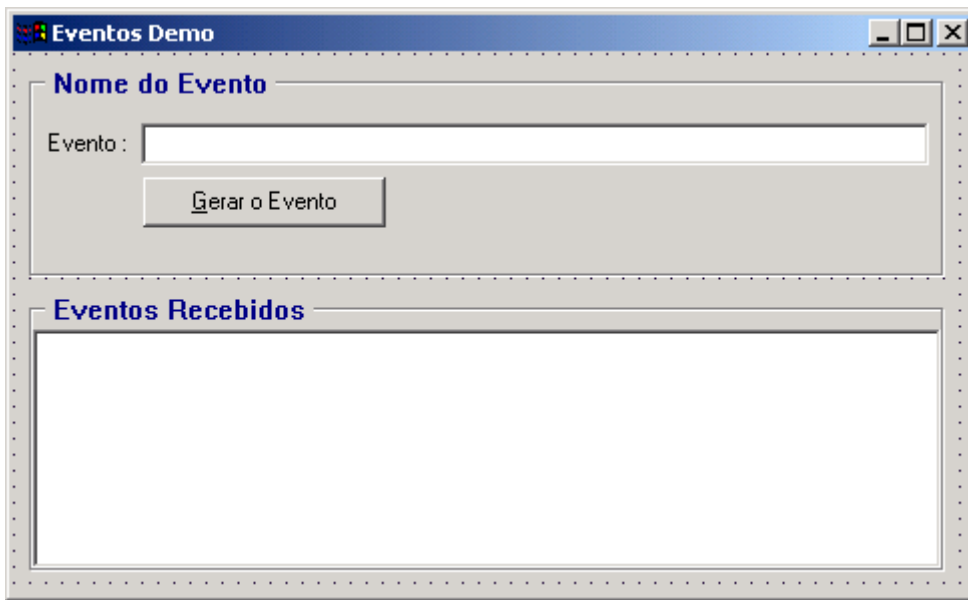 Eventos Demo
Nome do Evento
Evento :
Gerar o Evento
Eventos Recebidos